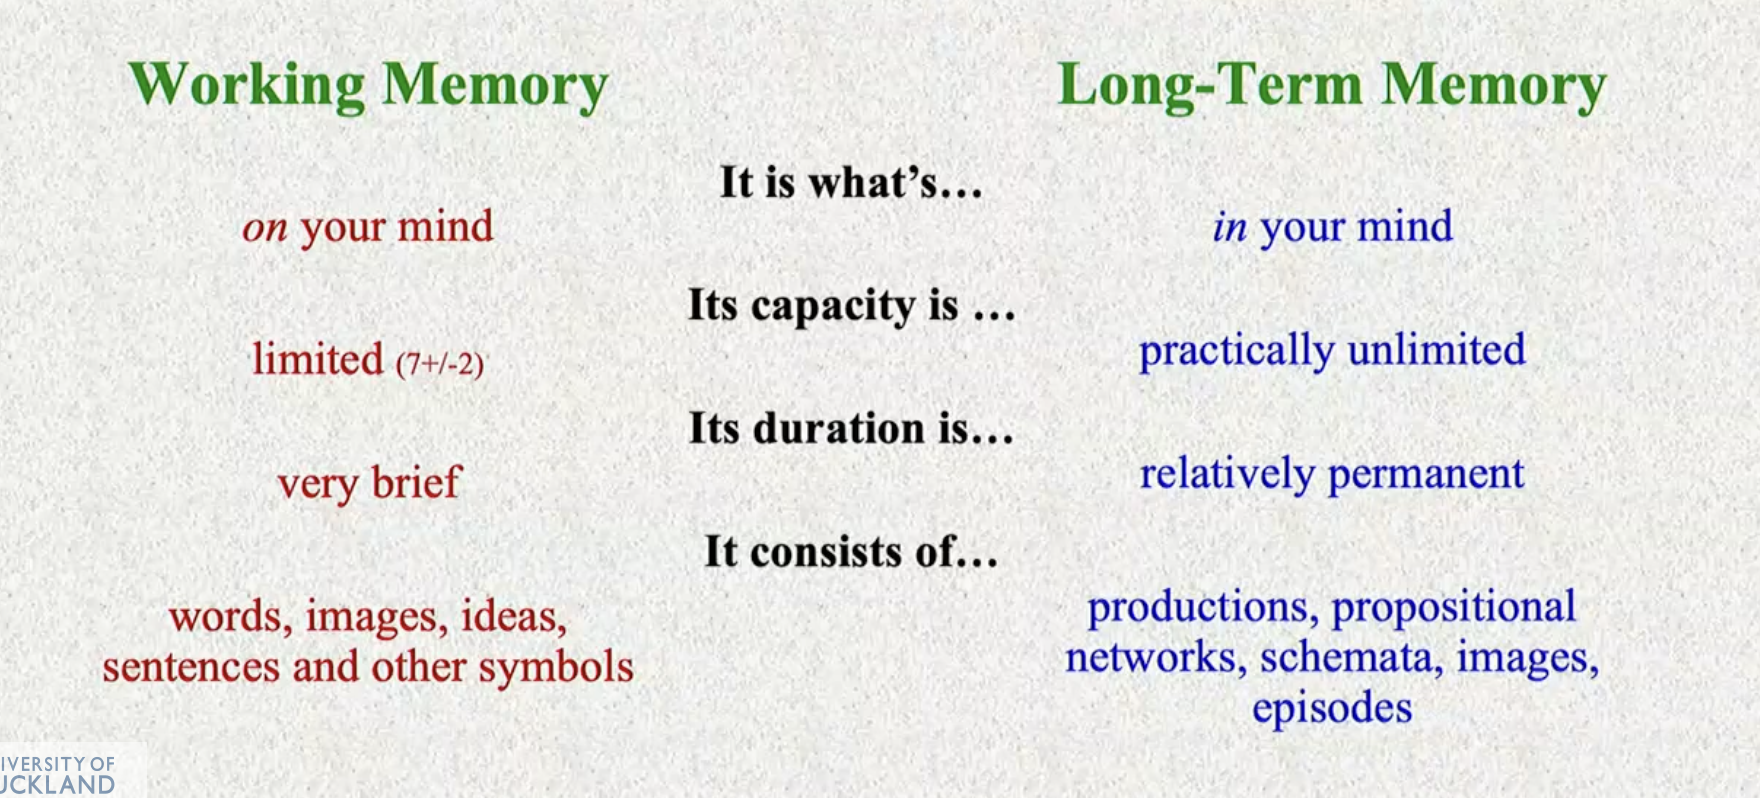 Working Memory
Long-Term Memory
It is what’s…
on your mind
in your mind
Its capacity is …
limited (7+/-2)
practically unlimited
Its duration is…
very brief
relatively permanent
It consists of…
words, images, ideas,
sentences and other symbols
productions, propositional
networks, schemata, images,
episodes
IVERSITY OF
UCKLAND